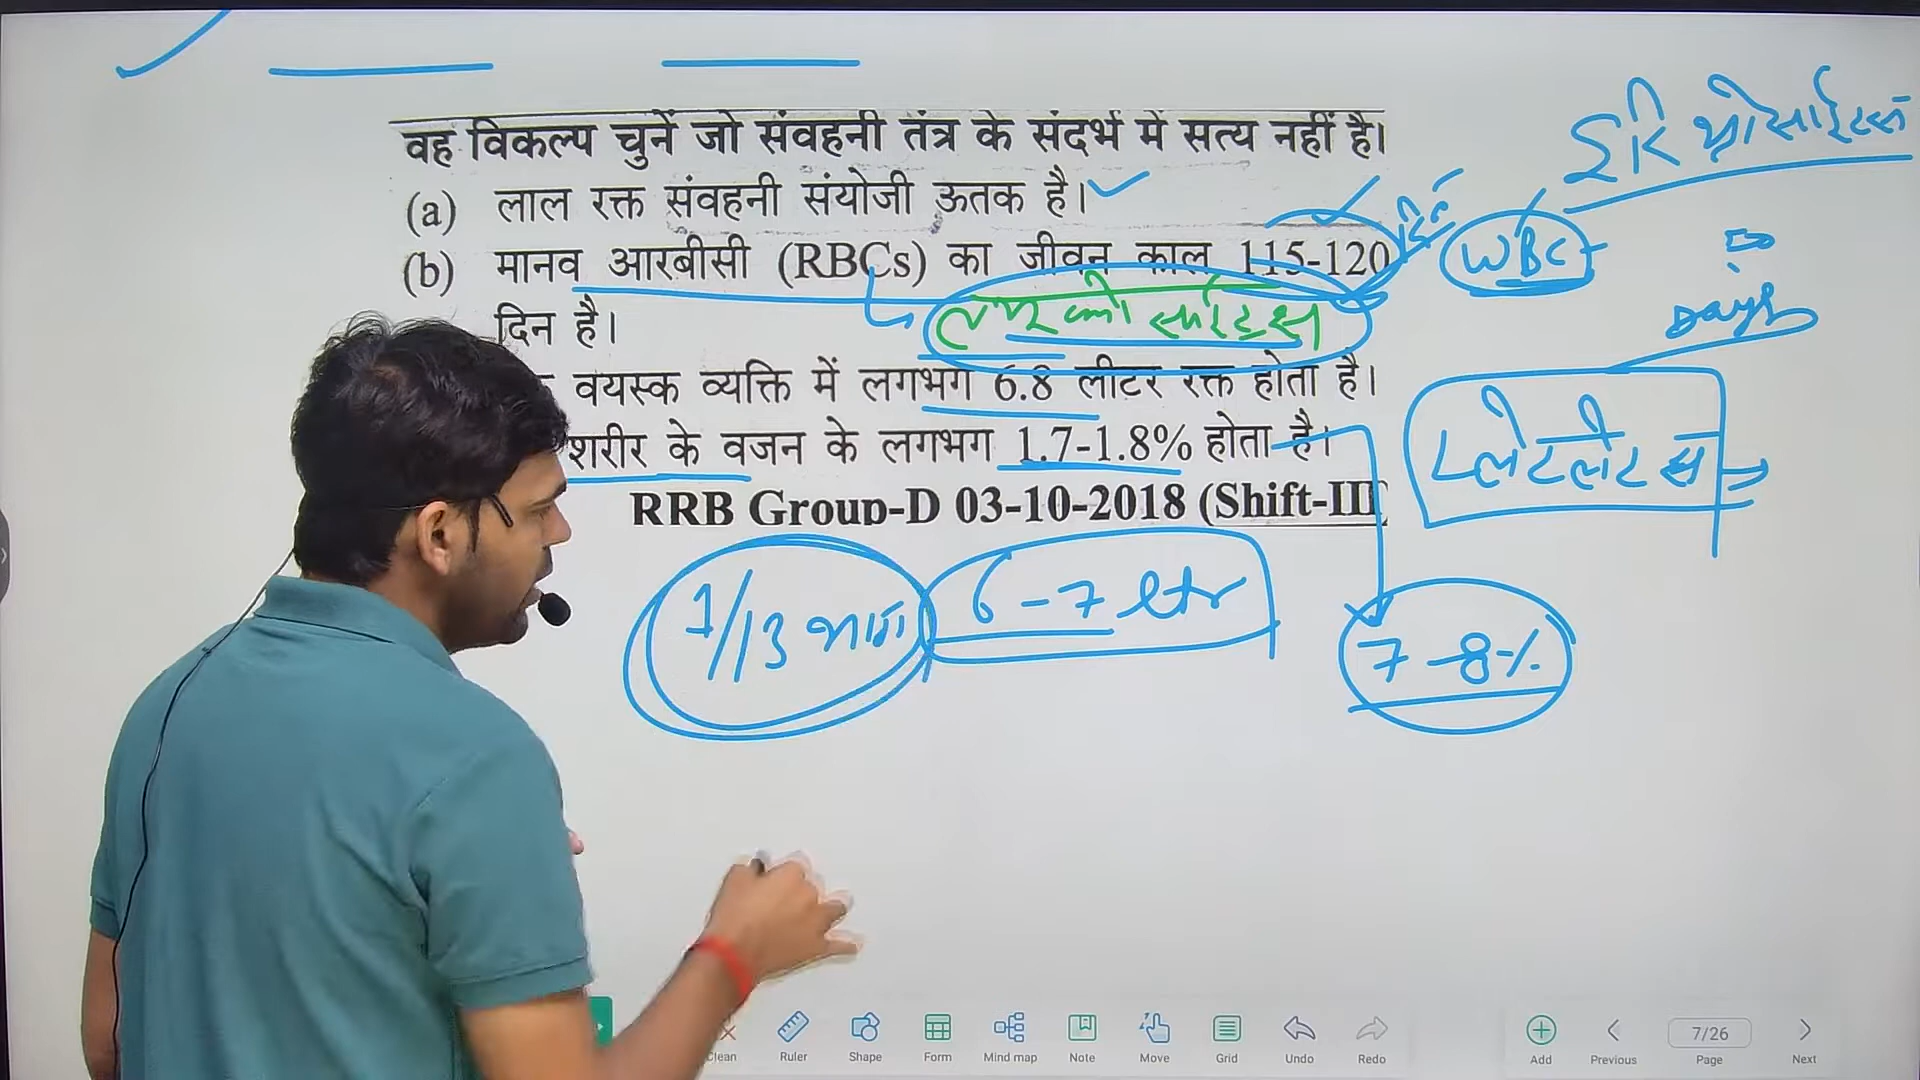 वह विकल्प चुनें जो संवहनी तंत्र के संदर्भ में सत्य नहीं है।
(a) लाल रक्त संवहनी संयोजी ऊतक है।
(b) मानव आरबीसी (RBCs) का जीवन काल 115-120
दिन है।
वयस्क व्यक्ति में लगभग 6.8 लीटर रक्त होता है।
शरीर के वजन के लगभग 1.7-1.8% होता है।
RRB Group-D 03-10-2018 (Shift-III
WBC
Days
प्लेटलेट्स
1/13 भाग
6-7 ltr
7-8%
Clean Ruler Shape Form Mind map Note Move Grid Undo Redo Add Previous Page Next
7/26